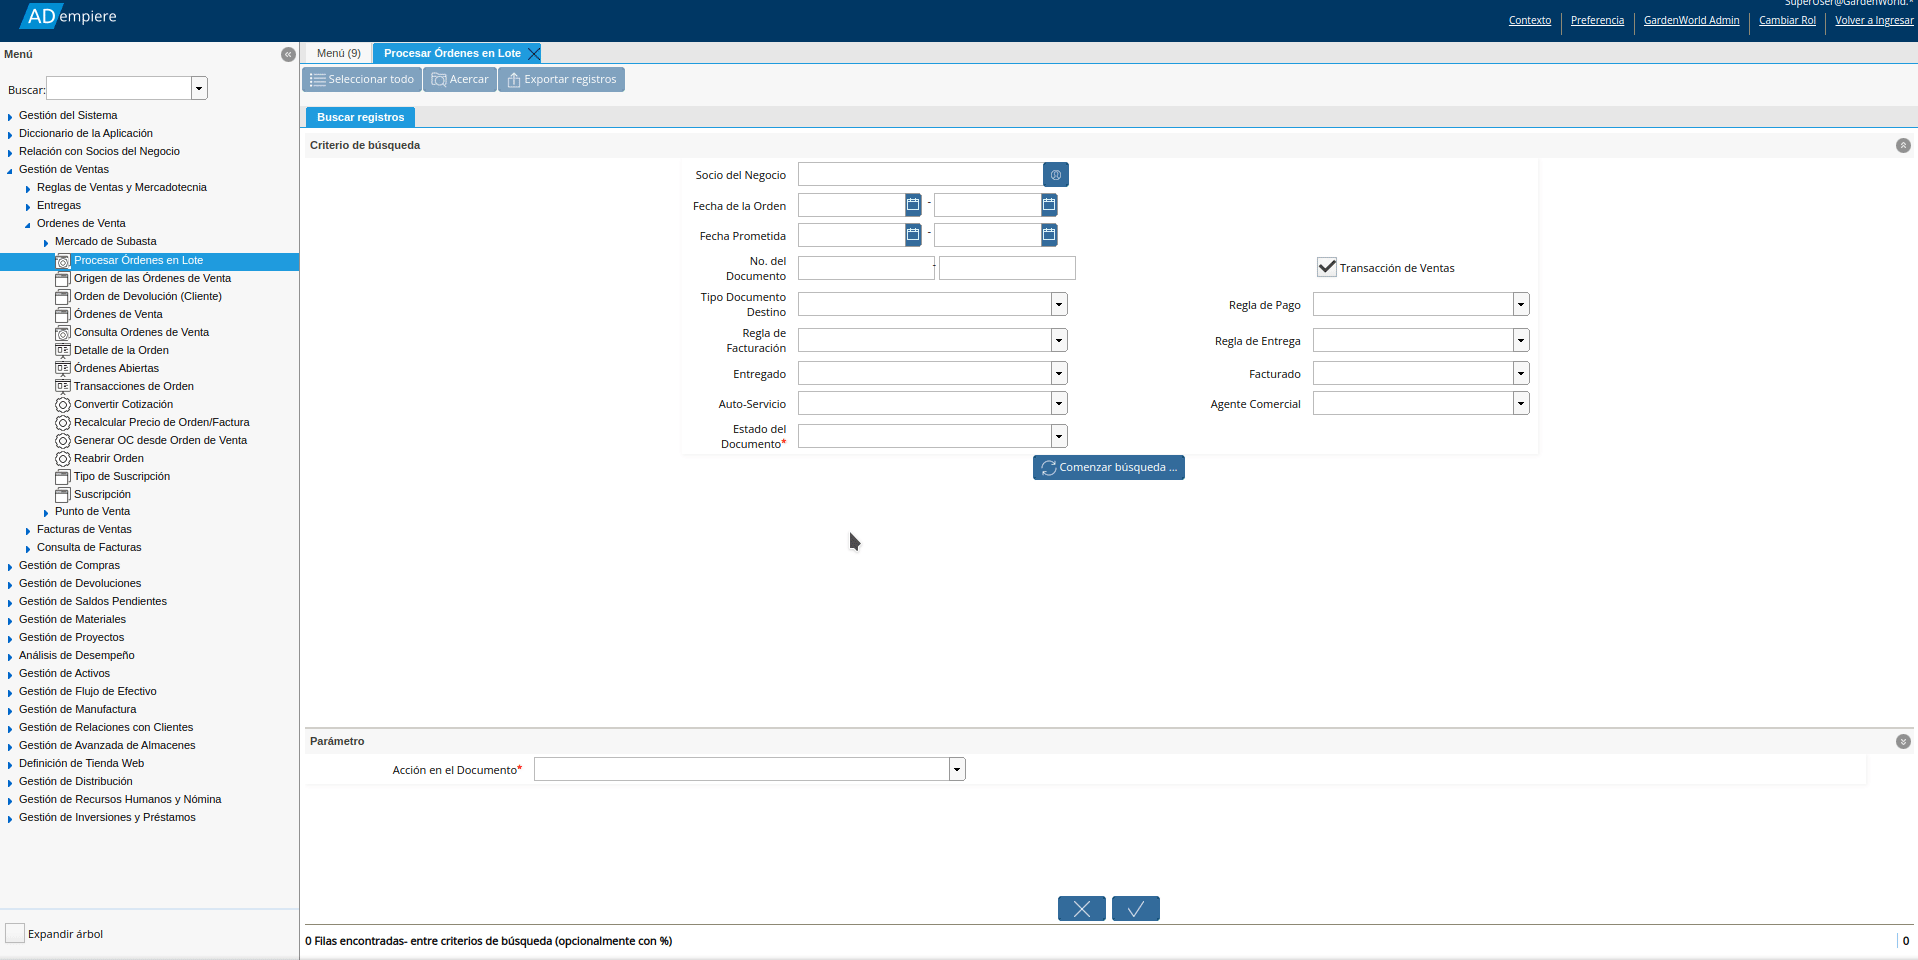 SuperUser@GardenWorld.*
ADempiere
Contexto
Preferencia
GardenWorld Admin
Cambiar Rol
Volver a Ingresar
Menú
Menú (9)
Procesar Órdenes en Lote
Seleccionar todo
Acercar
Exportar registros
Buscar:
Gestión del Sistema
Diccionario de la Aplicación
Relación con Socios del Negocio
Gestión de Ventas
Reglas de Ventas y Mercadotecnia
Entregas
Ordenes de Venta
Mercado de Subasta
Procesar Órdenes en Lote
Origen de las Órdenes de Venta
Orden de Devolución (Cliente)
Órdenes de Venta
Consulta Ordenes de Venta
Detalle de la Orden
Órdenes Abiertas
Transacciones de Orden
Convertir Cotización
Recalcular Precio de Orden/Factura
Generar OC desde Orden de Venta
Reabrir Orden
Tipo de Suscripción
Suscripción
Punto de Venta
Facturas de Ventas
Consulta de Facturas
Gestión de Compras
Gestión de Devoluciones
Gestión de Saldos Pendientes
Gestión de Materiales
Gestión de Proyectos
Análisis de Desempeño
Gestión de Activos
Gestión de Flujo de Efectivo
Gestión de Manufactura
Gestión de Relaciones con Clientes
Gestión de Avanzada de Almacenes
Definición de Tienda Web
Gestión de Distribución
Gestión de Recursos Humanos y Nómina
Gestión de Inversiones y Préstamos
Expandir árbol
Buscar registros
Criterio de búsqueda
Socio del Negocio
Fecha de la Orden
-
Fecha Prometida
-
No. del
Documento
-
Transacción de Ventas
Tipo Documento
Destino
Regla de Pago
Regla de
Facturación
Regla de Entrega
Entregado
Facturado
Auto-Servicio
Agente Comercial
Estado del
Documento*
Comenzar búsqueda ...
Parámetro
Acción en el Documento*
0 Filas encontradas- entre criterios de búsqueda (opcionalmente con %)
0